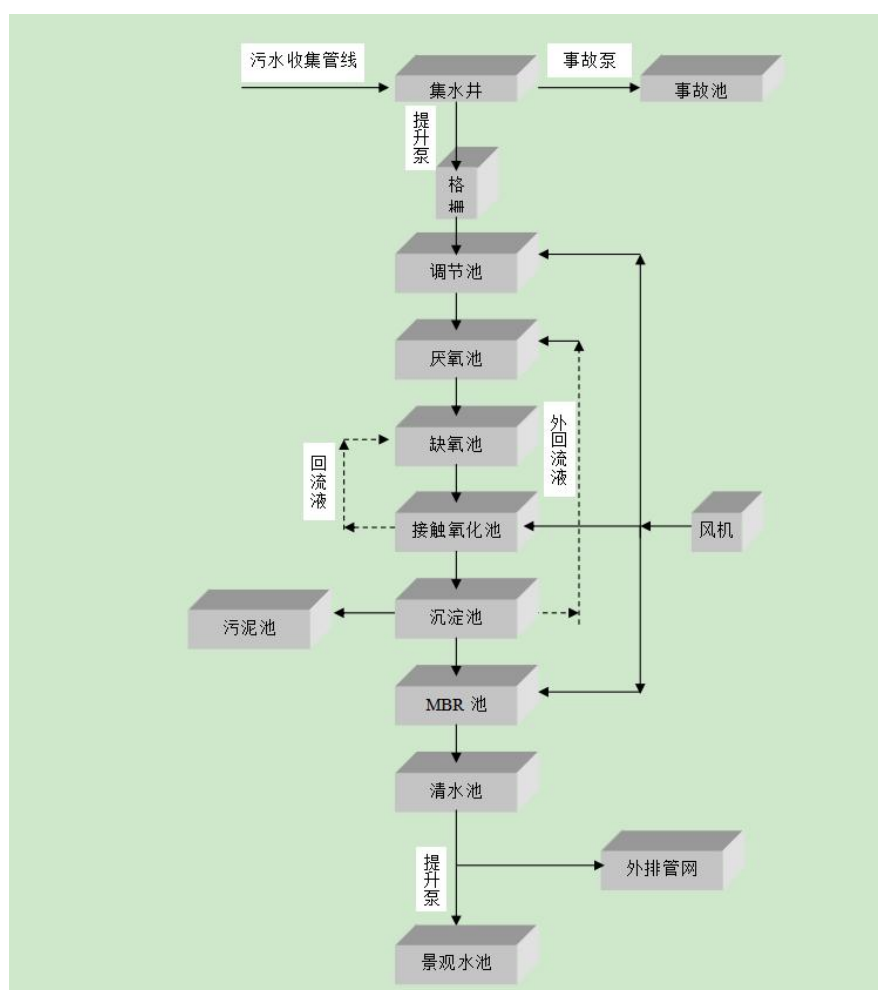 污水收集管线
事故泵
集水井
事故池
提升泵
格栅
调节池
厌氧池
外回流液
缺氧池
回流液
接触氧化池
风机
沉淀池
污泥池
MBR 池
清水池
提升泵
外排管网
景观水池